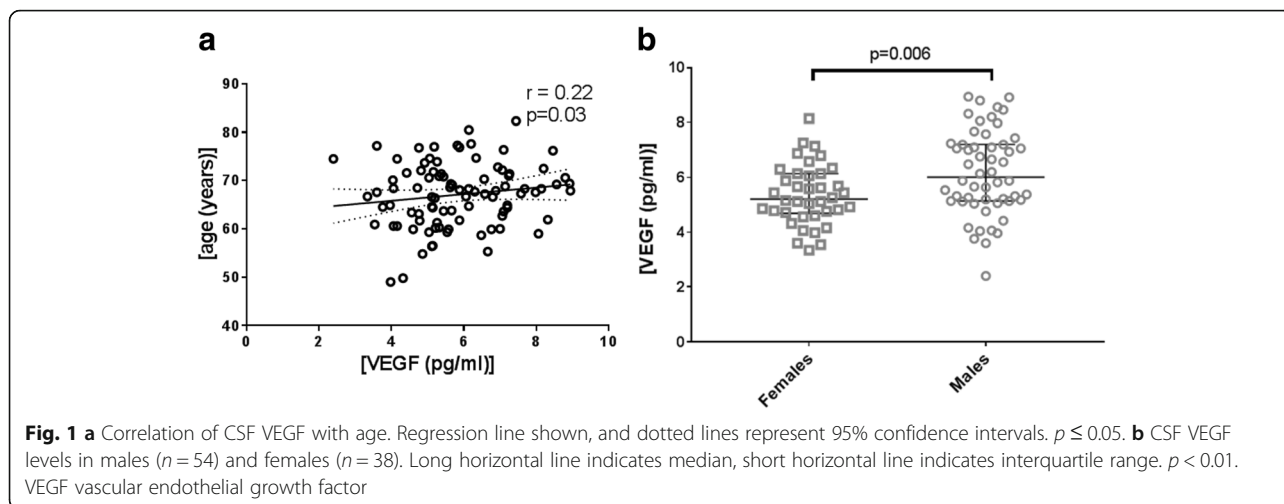 a
r = 0.22
p=0.03
[age (years)]
90
80
70
60
50
40
0 2 4 6 8 10
[VEGF (pg/ml)]
b
p=0.006
[VEGF (pg/ml)]
10
8
6
4
2
0
Females Males
Fig. 1 a Correlation of CSF VEGF with age. Regression line shown, and dotted lines represent 95% confidence intervals. p ≤ 0.05. b CSF VEGF
levels in males (n = 54) and females (n = 38). Long horizontal line indicates median, short horizontal line indicates interquartile range. p < 0.01.
VEGF vascular endothelial growth factor